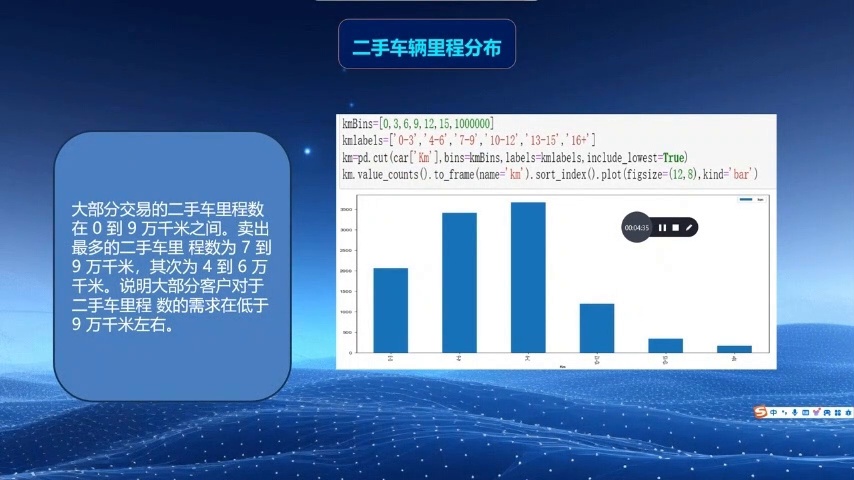 二手车辆里程分布
大部分交易的二手车里程数
在 0 到 9 万千米之间。卖出
最多的二手车里 程数为 7 到
9 万千米，其次为 4 到 6 万
千米。说明大部分客户对于
二手车里程 数的需求在低于
9 万千米左右。
kmBins=[0,3,6,9,12,15,1000000]
kmlabels=['0-3','4-6','7-9','10-12','13-15','16+']
km=pd.cut(car['Km'],bins=kmBins,labels=kmlabels,include_lowest=True)
km.value_counts().to_frame(name='km').sort_index().plot(figsize=(12,8),kind='bar')
3500
3000
2500
2000
1500
1000
500
0
00:04:35
中